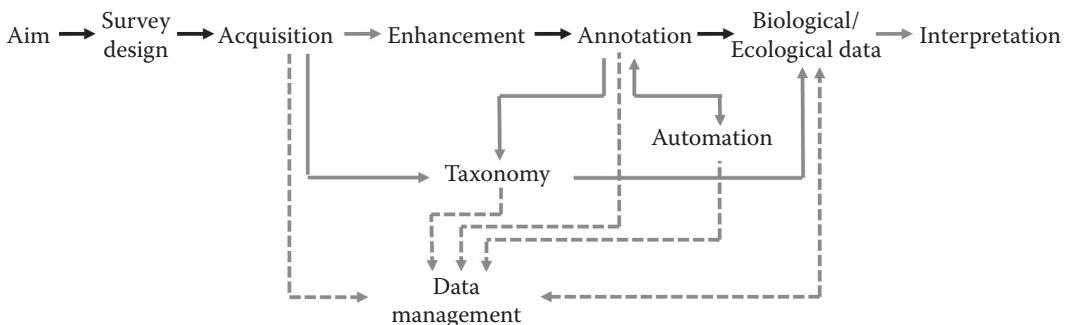 Aim
Survey
design
Acquisition
Enhancement
Annotation
Biological/
Ecological data
Interpretation
Automation
Taxonomy
Data
management